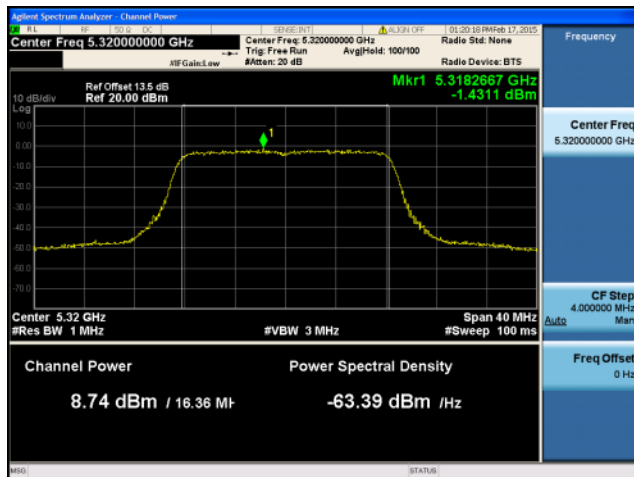 Agilent Spectrum Analyzer - Channel Power
RL RF 50 Ω DC SENSE:INT ALIGN OFF 01:20:18 PM Feb 17, 2015
Center Freq 5.320000000 GHz
Center Freq: 5.320000000 GHz
Radio Std: None
Trig: Free Run Avg|Hold: 100/100
#IFGain:Low #Atten: 20 dB Radio Device: BTS
Frequency
Mkr1 5.3182667 GHz
-1.4311 dBm
Ref Offset 13.5 dB
10 dB/div Ref 20.00 dBm
Log
10.0
0.00
-10.0
-20.0
-30.0
-40.0
-50.0
-60.0
-70.0
1
Center Freq
5.320000000 GHz
Center 5.32 GHz Span 40 MHz
#Res BW 1 MHz #VBW 3 MHz #Sweep 100 ms
CF Step
4.000000 MHz
Auto Man
Channel Power Power Spectral Density
8.74 dBm / 16.36 MH -63.39 dBm /Hz
Freq Offset
0 Hz
MSG STATUS